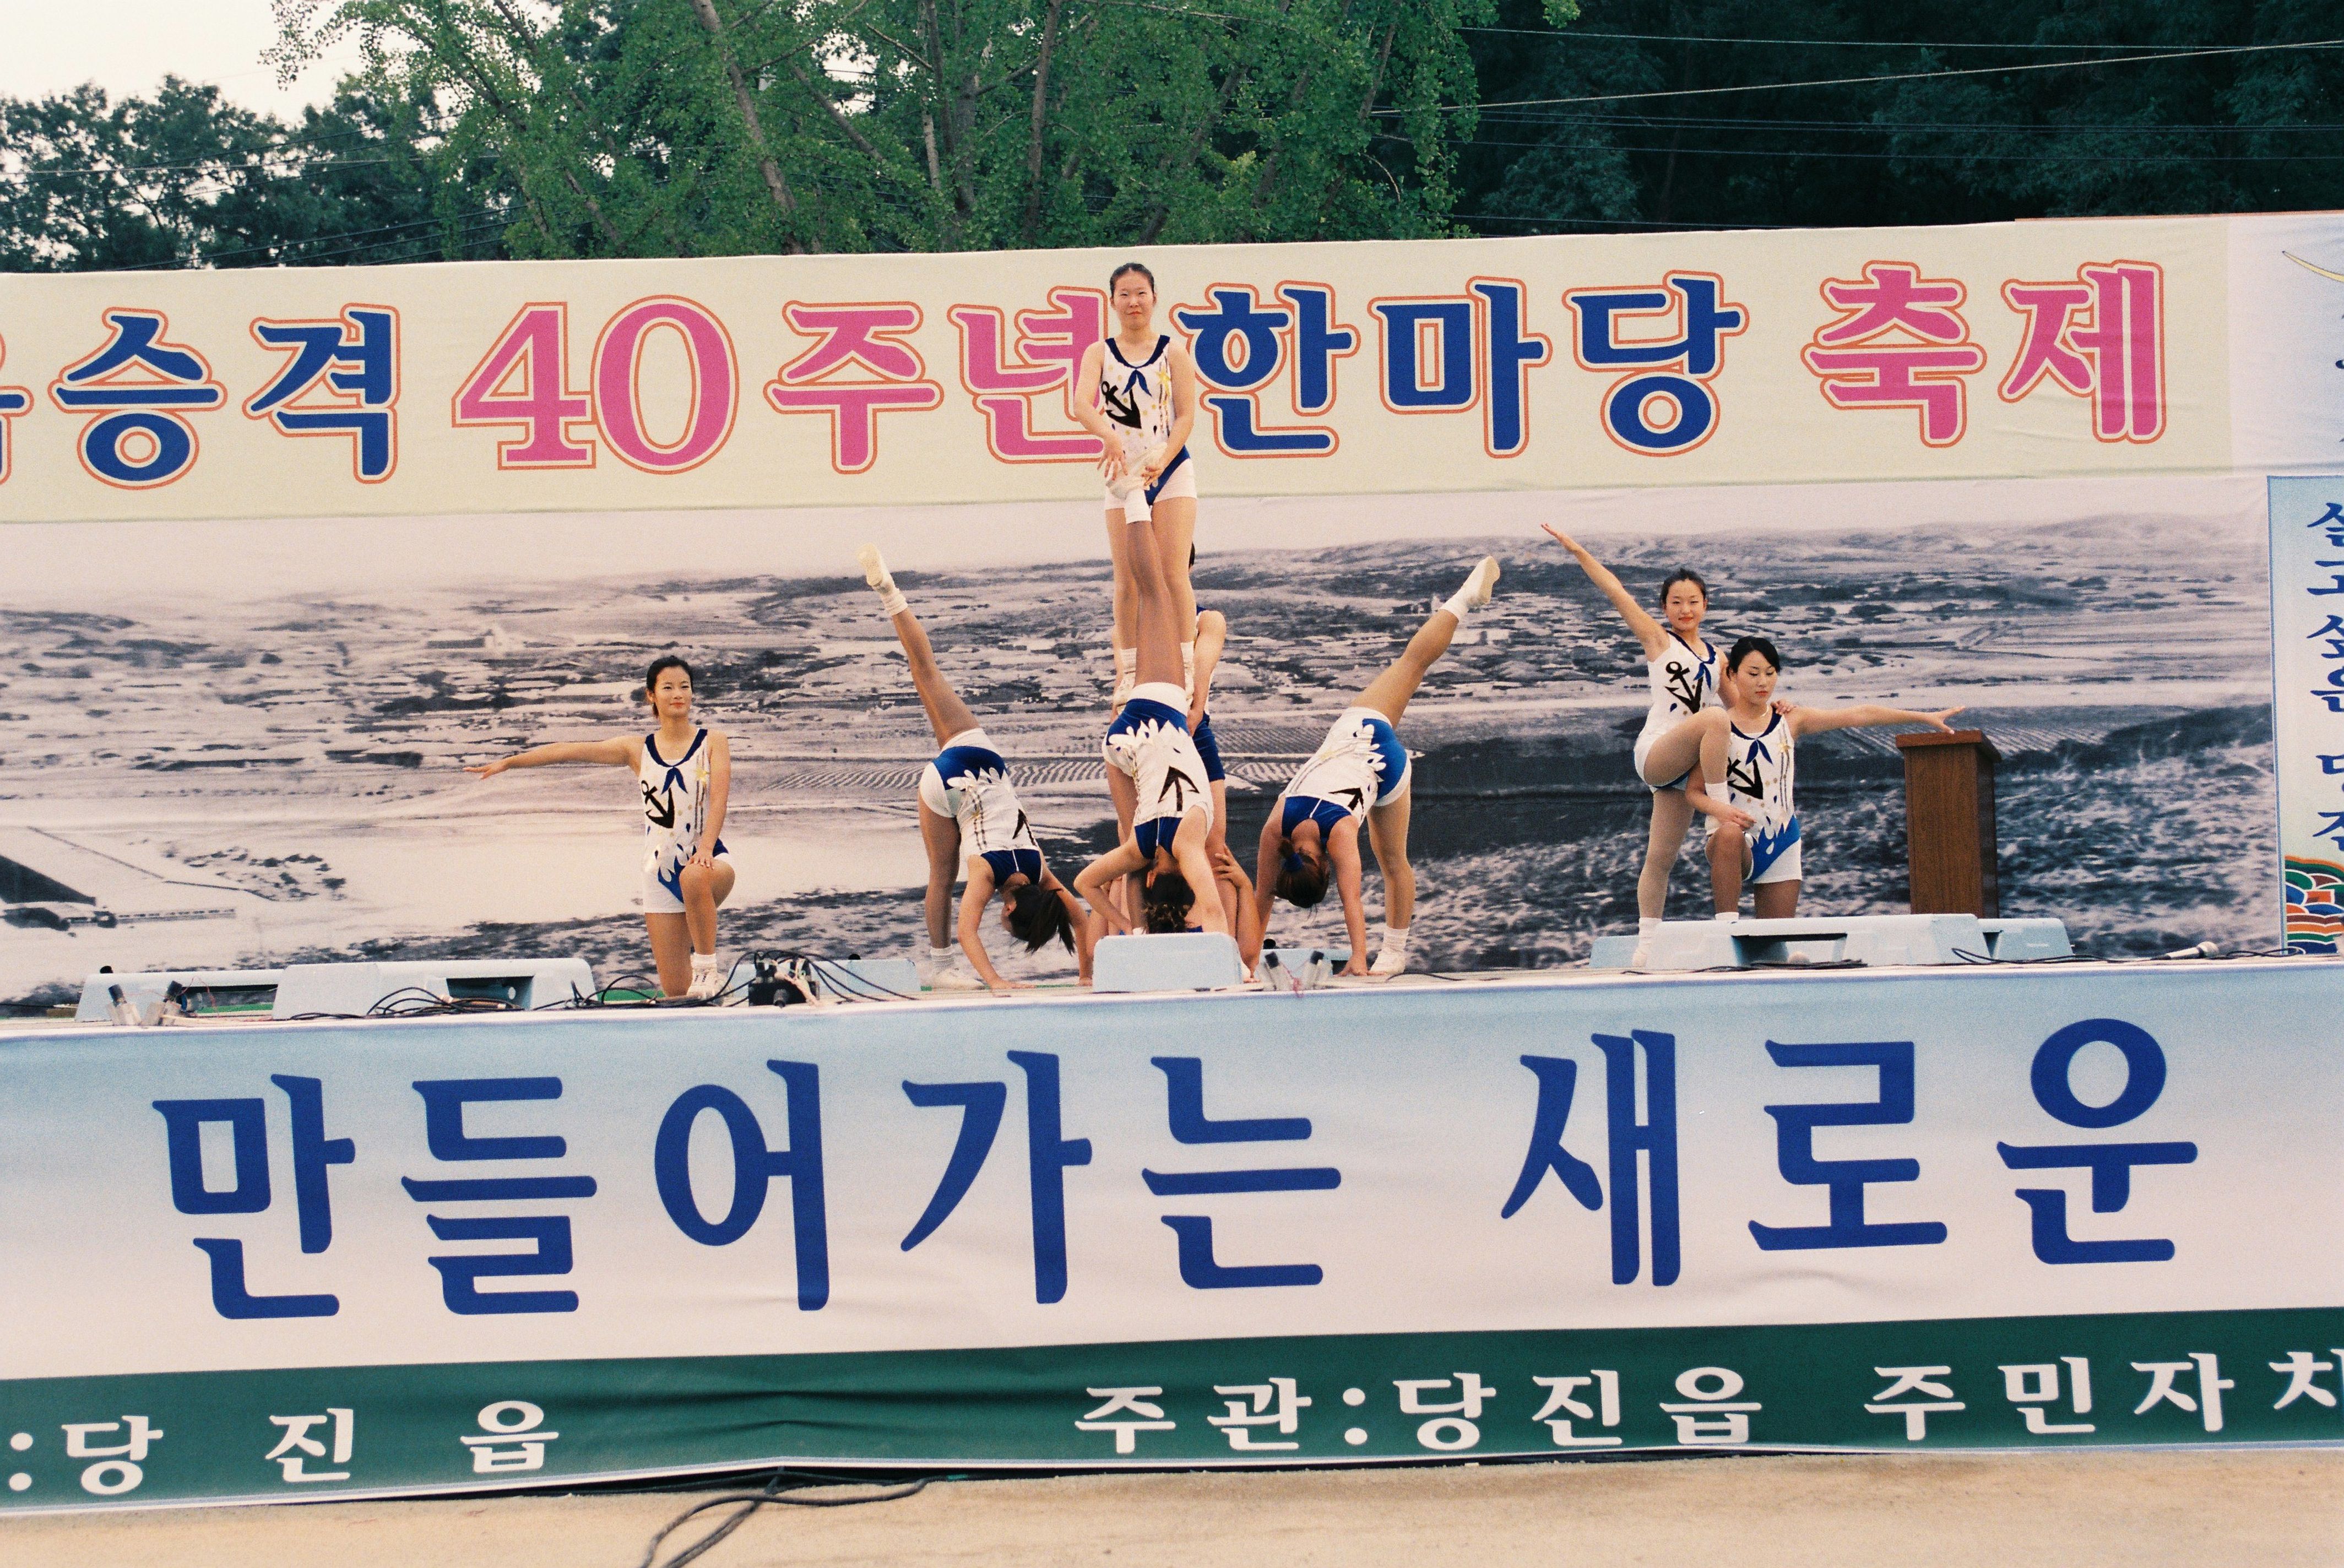 승격 40주년 한마당 축제
만들어가는 새로운
:당 진 읍 주관:당진읍 주민자치